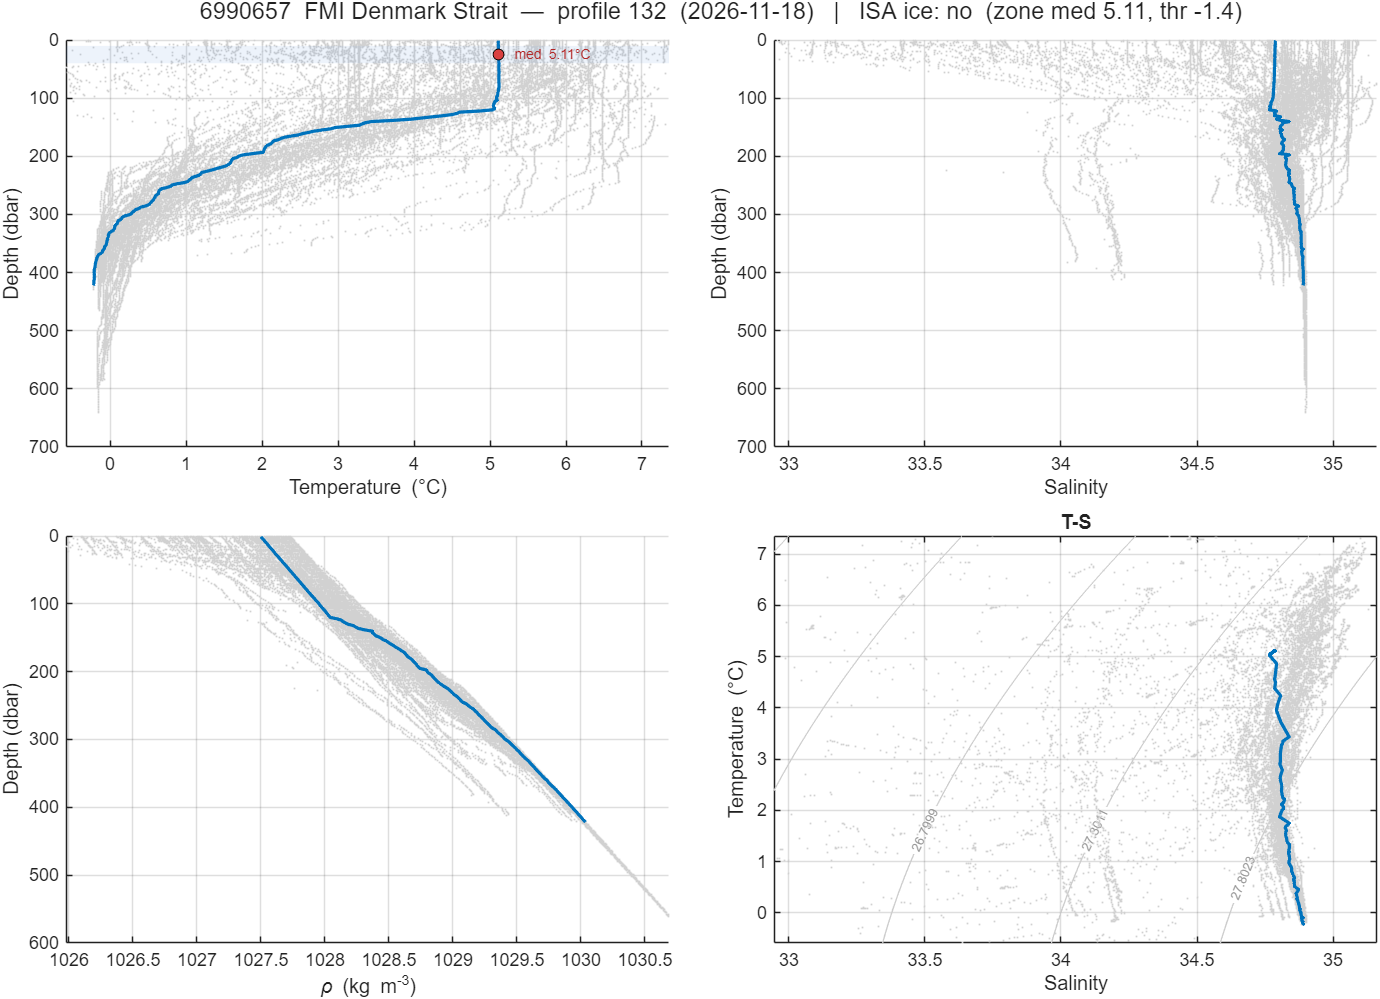 6990657 FMI Denmark Strait — profile 132 (2026-11-18) | ISA ice: no (zone med 5.11, thr -1.4)
0
100
200
300
400
500
600
700
Depth (dbar)
med 5.11°C
0 1 2 3 4 5 6 7
Temperature (°C)
0
100
200
300
400
500
600
700
Depth (dbar)
33 33.5 34 34.5 35
Salinity
0
100
200
300
400
500
600
Depth (dbar)
1026 1026.5 1027 1027.5 1028 1028.5 1029 1029.5 1030 1030.5
ρ (kg m-3)
T-S
7
6
5
4
3
2
1
0
Temperature (°C)
26.7999
27.3011
27.8023
33 33.5 34 34.5 35
Salinity